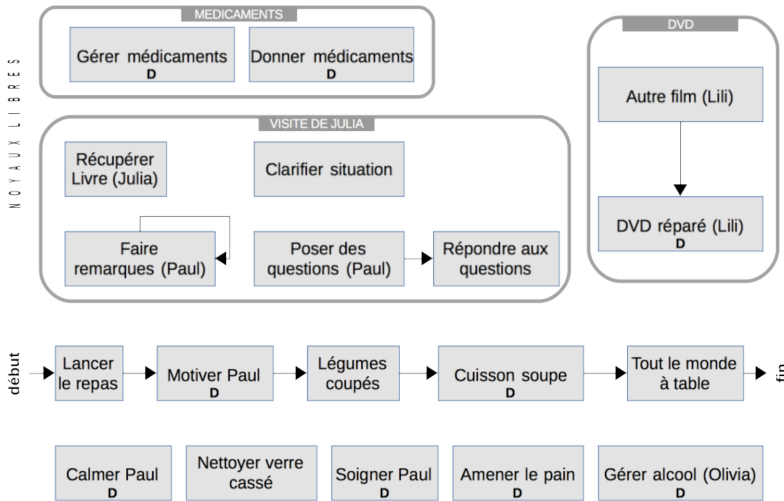 MEDICAMENTS
Gérer médicaments
D
Donner médicaments
D
DVD
Autre film (Lili)
DVD réparé (Lili)
D
NOYAUX LIBRES
VISITE DE JULIA
Récupérer
Livre (Julia)
Clarifier situation
Faire
remarques (Paul)
Poser des
questions (Paul)
Répondre aux
questions
début
Lancer
le repas
Motiver Paul
D
Légumes
coupés
Cuisson soupe
D
Tout le monde
à table
fin
Calmer Paul
D
Nettoyer verre
cassé
Soigner Paul
D
Amener le pain
D
Gérer alcool (Olivia)
D